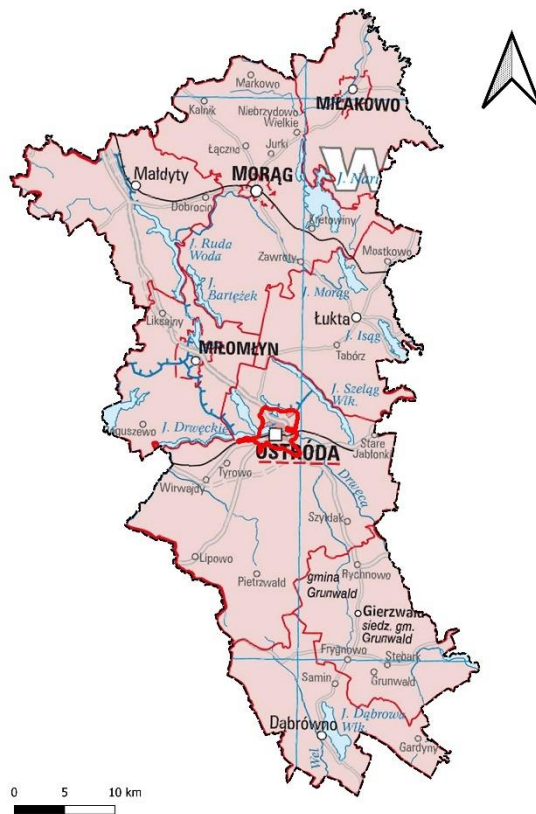 Markowo
MIŁAKOWO
Kalnik
Niebrzydowo
Wielkie
Łączno
Jurki
W
J. Nari
Małdyty
MORĄG
Dobrocin
Kretowiny
J. Ruda
Woda
Zawroty
Mostkowo
J.
Bartężek
J. Morąg
Liksajny
Łukta
J. Isąg
MIŁOMŁYN
Tabórz
J. Szeląg
Wlk.
J. Drwęckie
OSTRÓDA
Stare
Jabłonki
Tyrowo
Drwęca
Wirwajdy
Szyldak
Lipowo
Pietrzwałd
Rychnowo
gmina
Grunwald
Gierzwałd
siedz. gm.
Grunwald
Frygnowo
Stębark
Samin
Grunwald
J. Dąbrowa
Wlk.
Dąbrówno
Gardyny
Wel
0 5 10 km